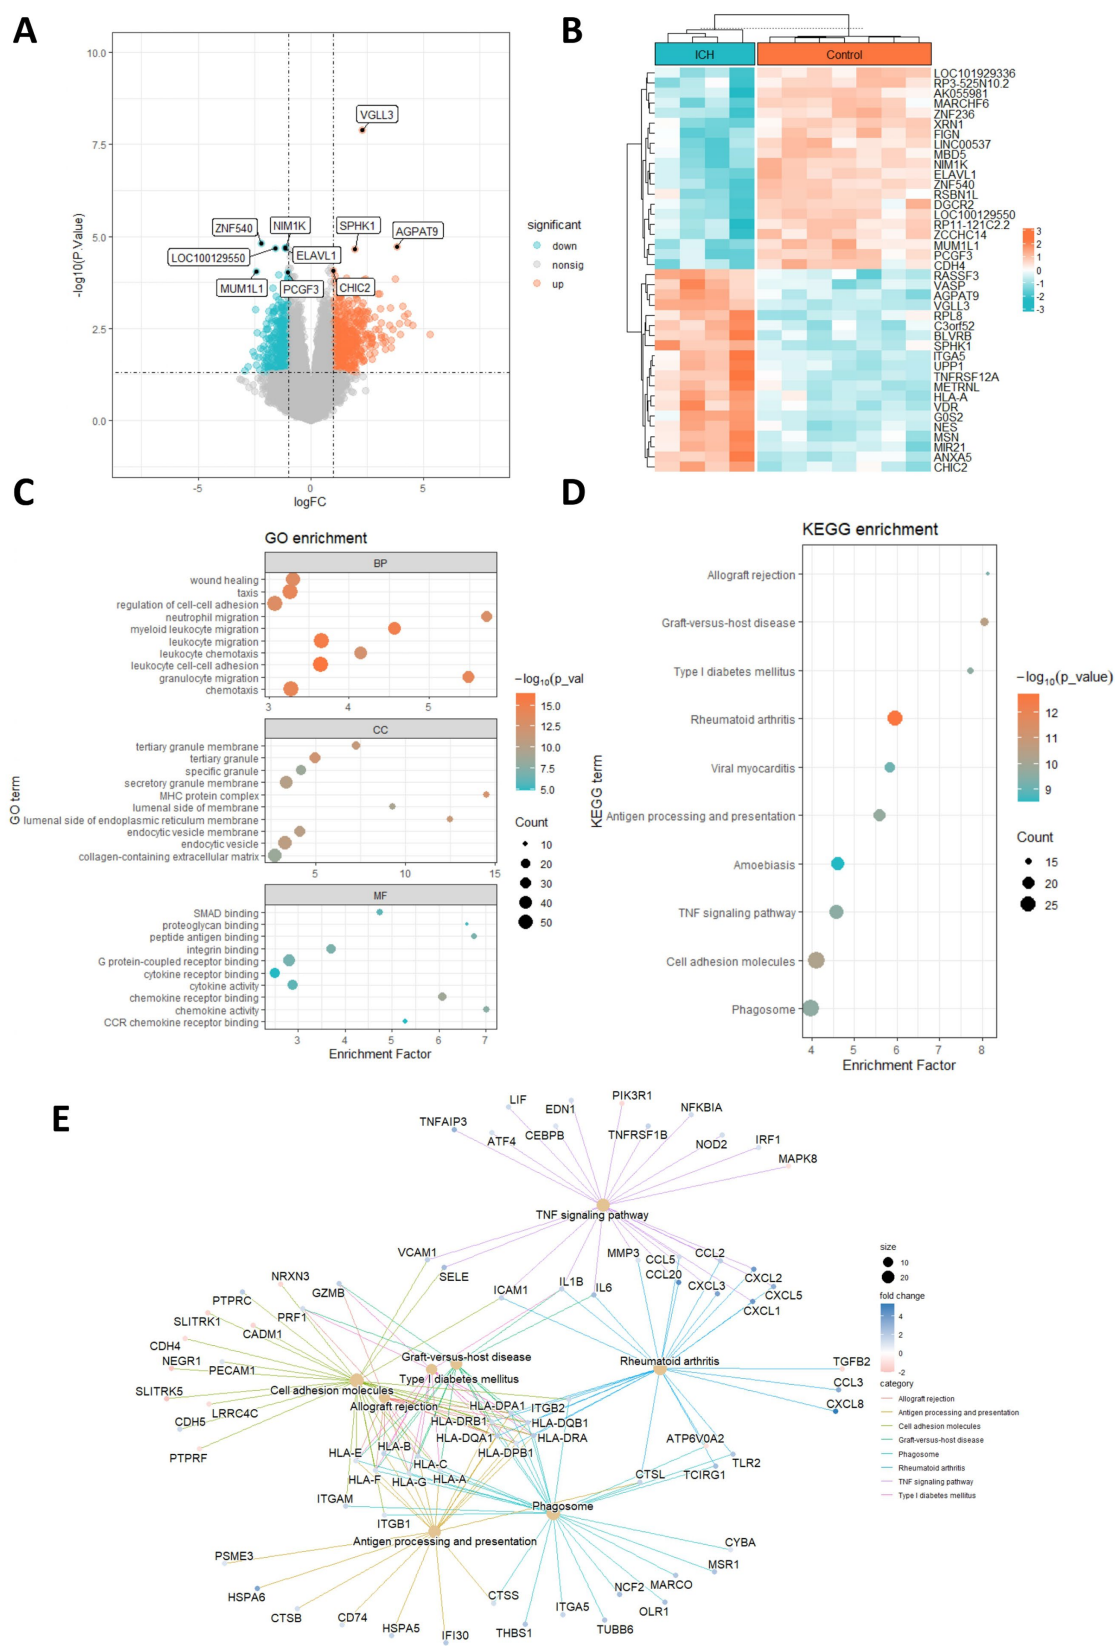 A
10.0
7.5
5.0
2.5
0.0
-log10(P.Value)
VGLL3
ZNF540
NIM1K
SPHK1
AGPAT9
LOC100129550
ELAVL1
MUM1L1
PCGF3
CHIC2
-5
0
5
logFC
significant
down
nonsig
up
B
ICH
Control
LOC101929336
RP3-525N10.2
AK055981
MARCHF6
ZNF236
XRN1
FIGN
LINC00537
MBD5
NIM1K
ELAVL1
ZNF540
RSBN1L
DGCR2
LOC100129550
RP11-121C2.2
ZCCHC14
MUM1L1
PCGF3
CDH4
RASSF3
VASP
AGPAT9
VGLL3
RPL8
C3orf52
BLVRB
SPHK1
ITGA5
UPP1
TNFRSF12A
METRNL
HLA-A
VDR
G0S2
NES
MSN
MIR21
ANXA5
CHIC2
3
2
1
0
-1
-2
-3
C
GO enrichment
GO term
BP
wound healing
taxis
regulation of cell-cell adhesion
neutrophil migration
myeloid leukocyte migration
leukocyte migration
leukocyte chemotaxis
leukocyte cell-cell adhesion
granulocyte migration
chemotaxis
3
4
5
CC
tertiary granule membrane
tertiary granule
specific granule
secretory granule membrane
MHC protein complex
lumenal side of membrane
lumenal side of endoplasmic reticulum membrane
endocytic vesicle membrane
endocytic vesicle
collagen-containing extracellular matrix
5
10
15
MF
SMAD binding
proteoglycan binding
peptide antigen binding
integrin binding
G protein-coupled receptor binding
cytokine receptor binding
cytokine activity
chemokine receptor binding
chemokine activity
CCR chemokine receptor binding
3
4
5
6
7
Enrichment Factor
−log10(p_val
15.0
12.5
10.0
7.5
5.0
Count
10
20
30
40
50
D
KEGG enrichment
KEGG term
Allograft rejection
Graft-versus-host disease
Type I diabetes mellitus
Rheumatoid arthritis
Viral myocarditis
Antigen processing and presentation
Amoebiasis
TNF signaling pathway
Cell adhesion molecules
Phagosome
4
5
6
7
8
Enrichment Factor
−log10(p_value)
12
11
10
9
Count
15
20
25
E
LIF
EDN1
PIK3R1
NFKBIA
TNFAIP3
ATF4
CEBPB
TNFRSF1B
NOD2
IRF1
MAPK8
TNF signaling pathway
VCAM1
SELE
MMP3
CCL5
CCL2
CCL20
CXCL3
CXCL2
CXCL5
CXCL1
ICAM1
IL1B
IL6
NRXN3
GZMB
PTPRC
PRF1
SLITRK1
CADM1
CDH4
NEGR1
PECAM1
SLITRK5
LRRC4C
CDH5
PTPRF
Graft-versus-host disease
Type I diabetes mellitus
Cell adhesion molecules
Allograft rejection
Rheumatoid arthritis
TGFB2
CCL3
CXCL8
HLA-DPA1
ITGB2
HLA-DRB1
HLA-DQB1
HLA-DQA1
HLA-DRA
HLA-DPB1
HLA-E
HLA-B
HLA-C
HLA-F
HLA-G
HLA-A
ATP6V0A2
TLR2
CTSL
TCIRG1
ITGAM
ITGB1
Phagosome
Antigen processing and presentation
PSME3
HSPA6
CTSB
CD74
HSPA5
IFI30
CTSS
THBS1
ITGA5
TUBB6
NCF2
OLR1
MARCO
MSR1
CYBA
size
10
20
fold change
4
2
0
-2
category
Allograft rejection
Antigen processing and presentation
Cell adhesion molecules
Graft-versus-host disease
Phagosome
Rheumatoid arthritis
TNF signaling pathway
Type I diabetes mellitus